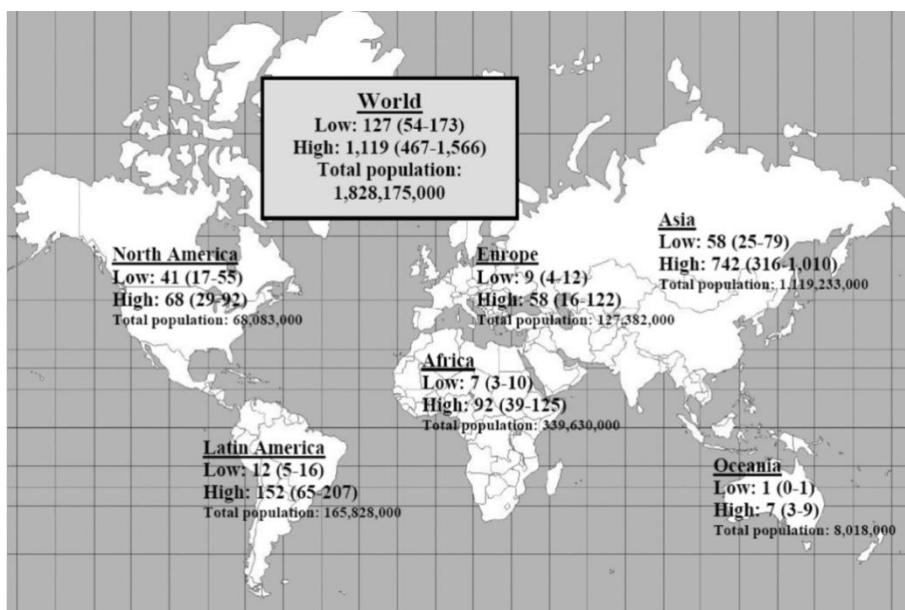 World
Low: 127 (54-173)
High: 1,119 (467-1,566)
Total population:
1,828,175,000
North America
Low: 41 (17-55)
High: 68 (29-92)
Total population: 68,083,000
Europe
Low: 9 (4-12)
High: 58 (16-122)
Total population: 127,382,000
Asia
Low: 58 (25-79)
High: 742 (316-1,010)
Total population: 1,119,233,000
Africa
Low: 7 (3-10)
High: 92 (39-125)
Total population: 339,630,000
Latin America
Low: 12 (5-16)
High: 152 (65-207)
Total population: 165,828,000
Oceania
Low: 1 (0-1)
High: 7 (3-9)
Total population: 8,018,000